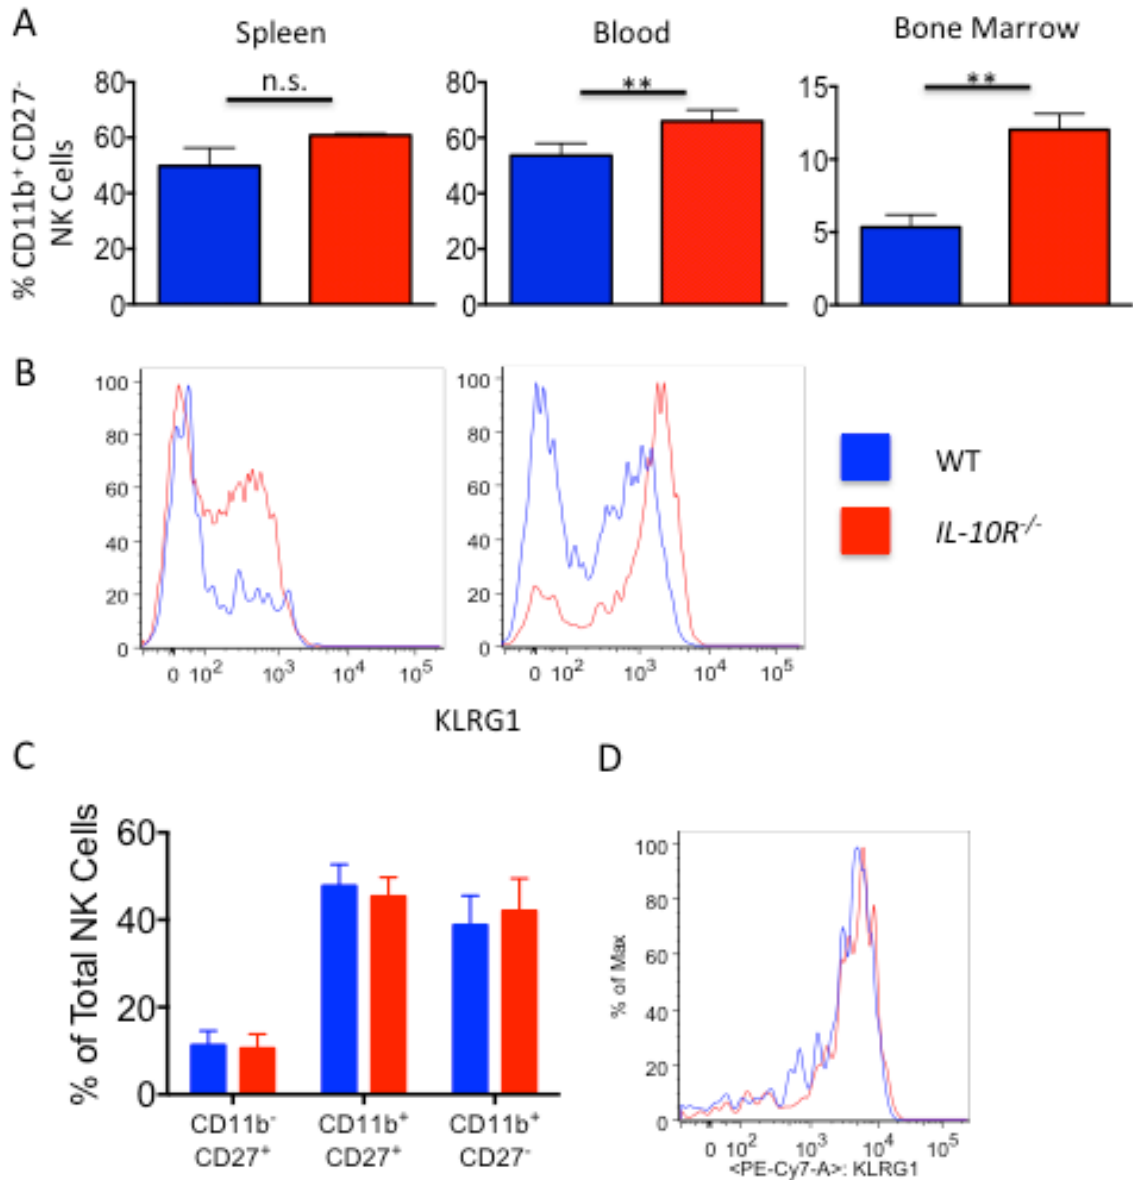 A
Spleen
Blood
Bone Marrow
% CD11b⁺ CD27⁻
NK Cells
80
60
40
20
0
n.s.
80
60
40
20
0
**
15
10
5
0
**
B
100
80
60
40
20
0
0 10² 10³ 10⁴ 10⁵
100
80
60
40
20
0
0 10² 10³ 10⁴ 10⁵
KLRG1
WT
IL-10R⁻/⁻
C
% of Total NK Cells
60
40
20
0
CD11b⁻ CD11b⁺ CD11b⁺
CD27⁺ CD27⁺ CD27⁻
D
% of Max
100
80
60
40
20
0
0 10² 10³ 10⁴ 10⁵
<PE-Cy7-A>: KLRG1